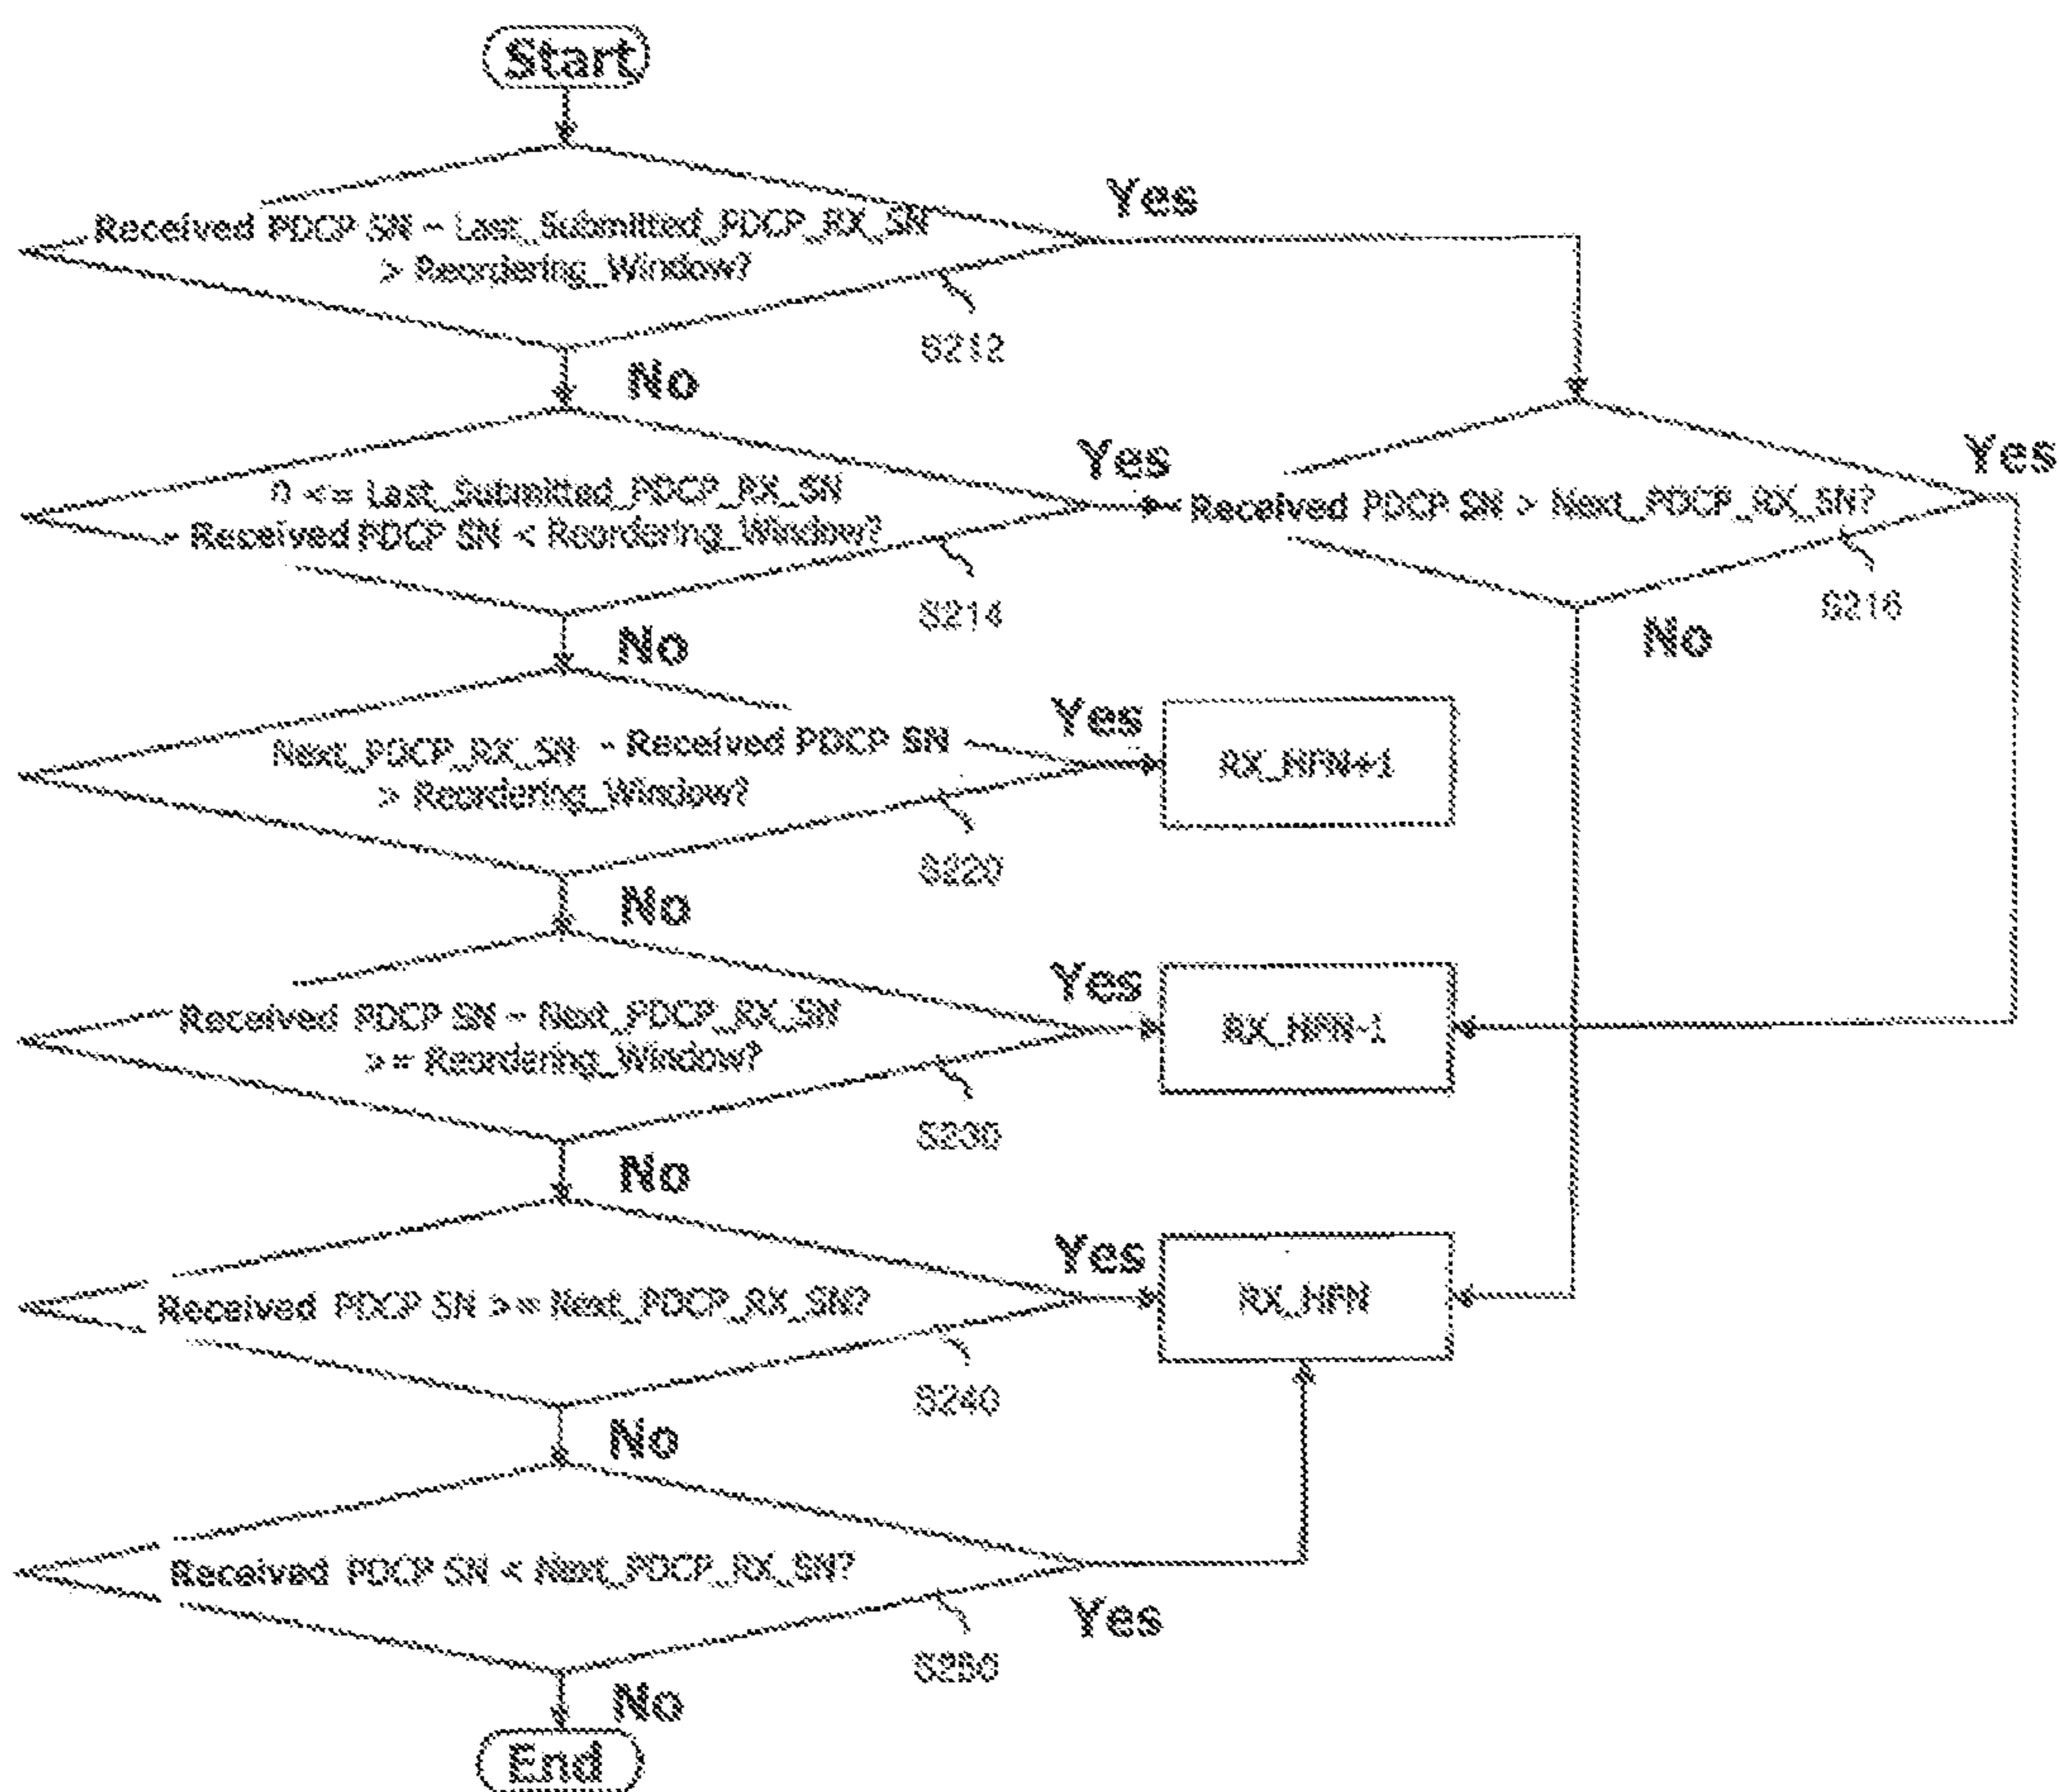 Start
Received PDCP SN - Last_Submitted_PDCP_RX_SN
> Reordering_Window?
Yes
S212
No
0 <= Last_Submitted_PDCP_RX_SN
- Received PDCP SN < Reordering_Window?
Yes
S214
No
Received PDCP SN > Next_PDCP_RX_SN?
Yes
S216
No
Next_PDCP_RX_SN - Received PDCP SN
> Reordering_Window?
Yes
RX_HFN+1
S220
No
Received PDCP SN - Next_PDCP_RX_SN
>= Reordering_Window?
Yes
RX_HFN-1
S230
No
Received PDCP SN >= Next_PDCP_RX_SN?
Yes
RX_HFN
S240
No
Received PDCP SN < Next_PDCP_RX_SN?
Yes
S250
No
End